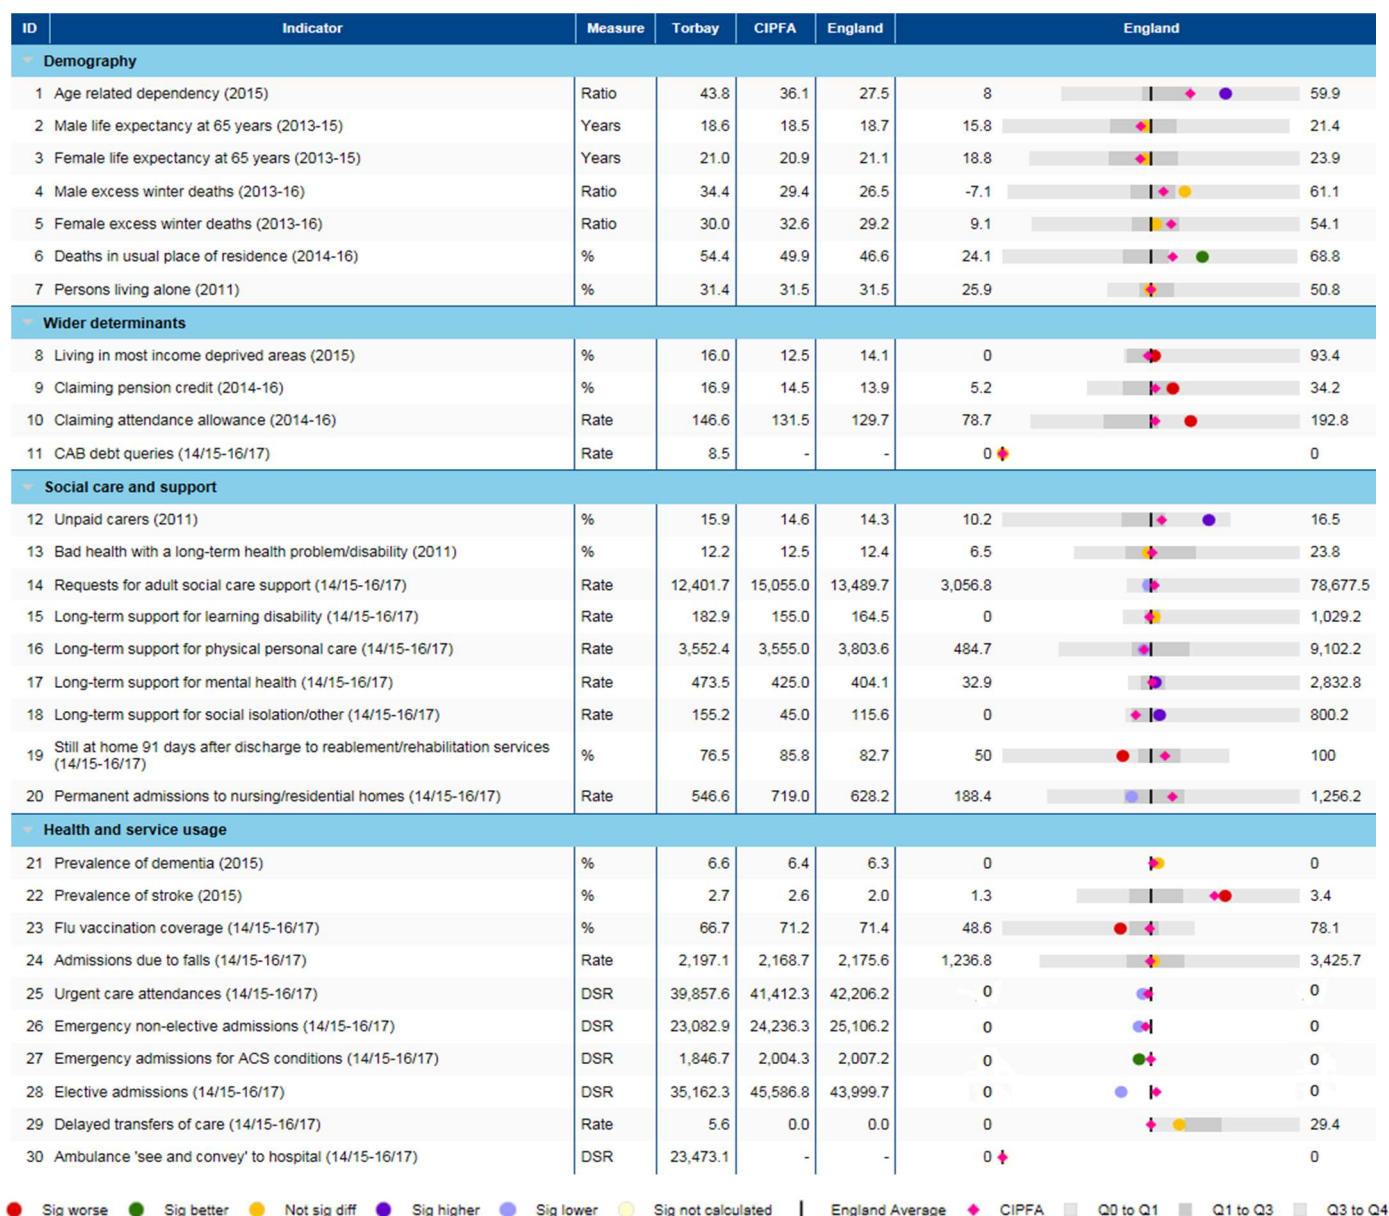 ID Indicator Measure Torbay CIPFA England England
Demography
1 Age related dependency (2015) Ratio 43.8 36.1 27.5 8 59.9
2 Male life expectancy at 65 years (2013-15) Years 18.6 18.5 18.7 15.8 21.4
3 Female life expectancy at 65 years (2013-15) Years 21.0 20.9 21.1 18.8 23.9
4 Male excess winter deaths (2013-16) Ratio 34.4 29.4 26.5 -7.1 61.1
5 Female excess winter deaths (2013-16) Ratio 30.0 32.6 29.2 9.1 54.1
6 Deaths in usual place of residence (2014-16) % 54.4 49.9 46.6 24.1 68.8
7 Persons living alone (2011) % 31.4 31.5 31.5 25.9 50.8
Wider determinants
8 Living in most income deprived areas (2015) % 16.0 12.5 14.1 0 93.4
9 Claiming pension credit (2014-16) % 16.9 14.5 13.9 5.2 34.2
10 Claiming attendance allowance (2014-16) Rate 146.6 131.5 129.7 78.7 192.8
11 CAB debt queries (14/15-16/17) Rate 8.5 - - 0 0
Social care and support
12 Unpaid carers (2011) % 15.9 14.6 14.3 10.2 16.5
13 Bad health with a long-term health problem/disability (2011) % 12.2 12.5 12.4 6.5 23.8
14 Requests for adult social care support (14/15-16/17) Rate 12,401.7 15,055.0 13,489.7 3,056.8 78,677.5
15 Long-term support for learning disability (14/15-16/17) Rate 182.9 155.0 164.5 0 1,029.2
16 Long-term support for physical personal care (14/15-16/17) Rate 3,552.4 3,555.0 3,803.6 484.7 9,102.2
17 Long-term support for mental health (14/15-16/17) Rate 473.5 425.0 404.1 32.9 2,832.8
18 Long-term support for social isolation/other (14/15-16/17) Rate 155.2 45.0 115.6 0 800.2
19 Still at home 91 days after discharge to reablement/rehabilitation services
(14/15-16/17) % 76.5 85.8 82.7 50 100
20 Permanent admissions to nursing/residential homes (14/15-16/17) Rate 546.6 719.0 628.2 188.4 1,256.2
Health and service usage
21 Prevalence of dementia (2015) % 6.6 6.4 6.3 0 0
22 Prevalence of stroke (2015) % 2.7 2.6 2.0 1.3 3.4
23 Flu vaccination coverage (14/15-16/17) % 66.7 71.2 71.4 48.6 78.1
24 Admissions due to falls (14/15-16/17) Rate 2,197.1 2,168.7 2,175.6 1,236.8 3,425.7
25 Urgent care attendances (14/15-16/17) DSR 39,857.6 41,412.3 42,206.2 0 0
26 Emergency non-elective admissions (14/15-16/17) DSR 23,082.9 24,236.3 25,106.2 0 0
27 Emergency admissions for ACS conditions (14/15-16/17) DSR 1,846.7 2,004.3 2,007.2 0 0
28 Elective admissions (14/15-16/17) DSR 35,162.3 45,586.8 43,999.7 0 0
29 Delayed transfers of care (14/15-16/17) Rate 5.6 0.0 0.0 0 29.4
30 Ambulance 'see and convey' to hospital (14/15-16/17) DSR 23,473.1 - - 0 0
Sig worse Sig better Not sig diff Sig higher Sig lower Sig not calculated England Average CIPFA Q0 to Q1 Q1 to Q3 Q3 to Q4